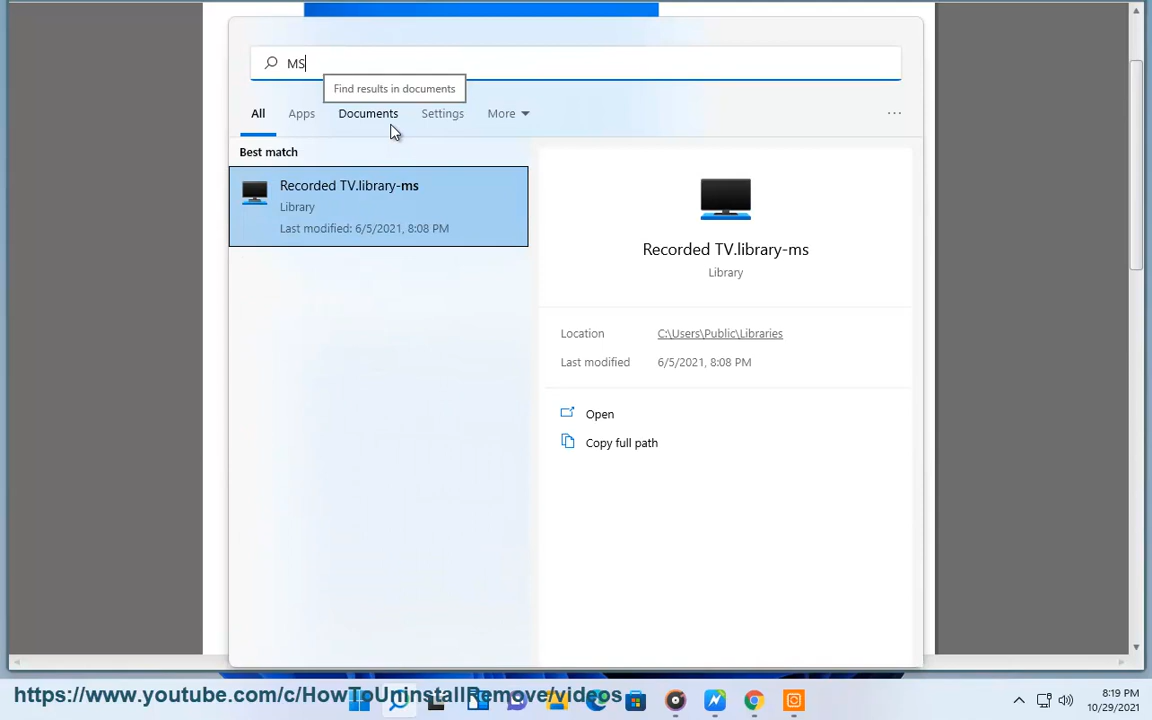 MS
Find results in documents
All Apps Documents Settings More
Best match
Recorded TV.library-ms
Library
Last modified: 6/5/2021, 8:08 PM
Recorded TV.library-ms
Library
Location C:\Users\Public\Libraries
Last modified 6/5/2021, 8:08 PM
Open
Copy full path
https://www.youtube.com/c/HowToUninstallRemove/videos
8:19 PM
10/29/2021